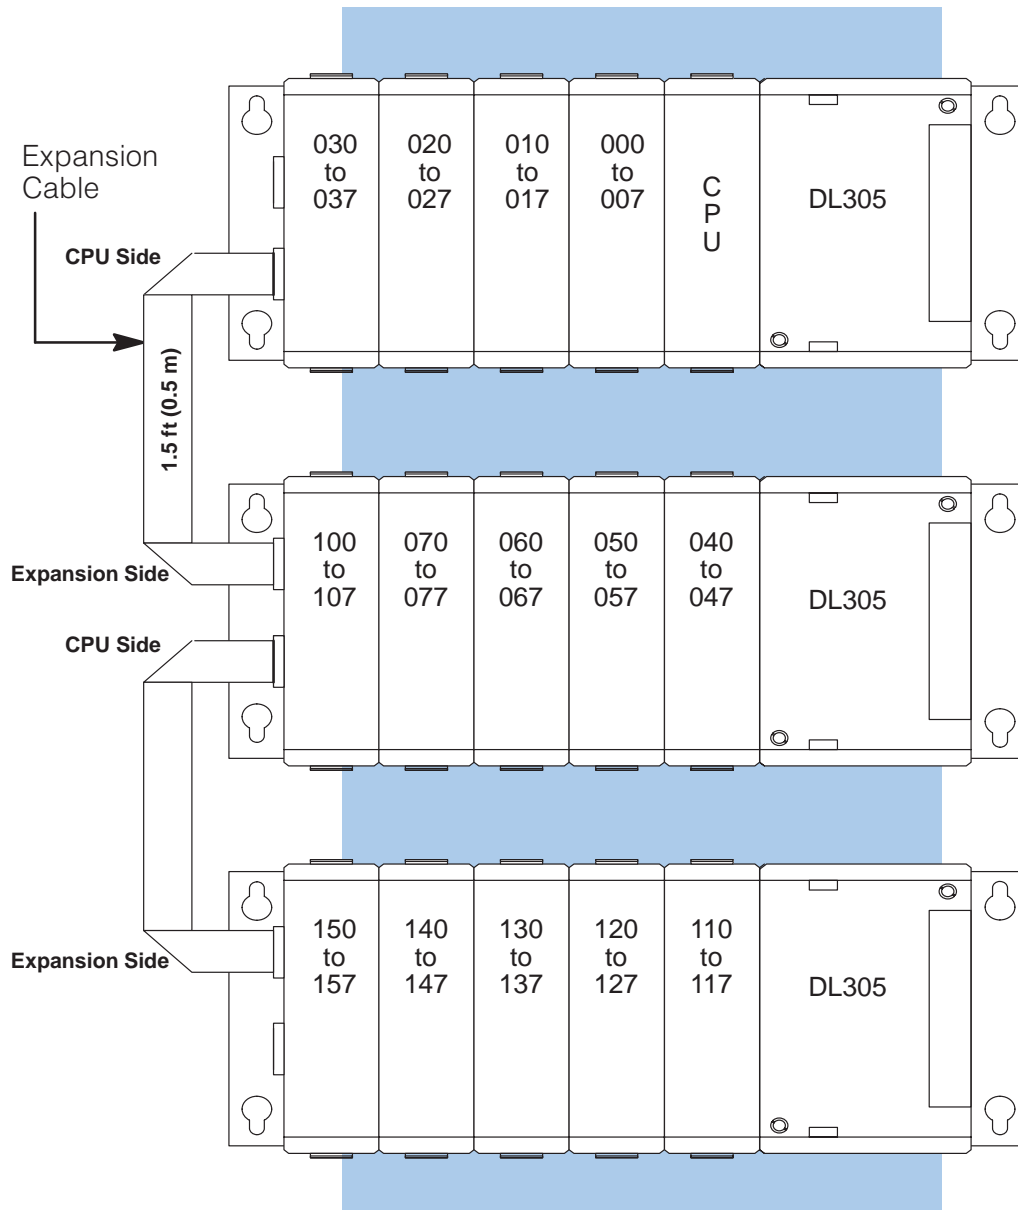 Expansion
Cable
CPU Side
1.5 ft (0.5 m)
030
to
037
020
to
027
010
to
017
000
to
007
C
P
U
DL305
Expansion Side
CPU Side
100
to
107
070
to
077
060
to
067
050
to
057
040
to
047
DL305
Expansion Side
150
to
157
140
to
147
130
to
137
120
to
127
110
to
117
DL305